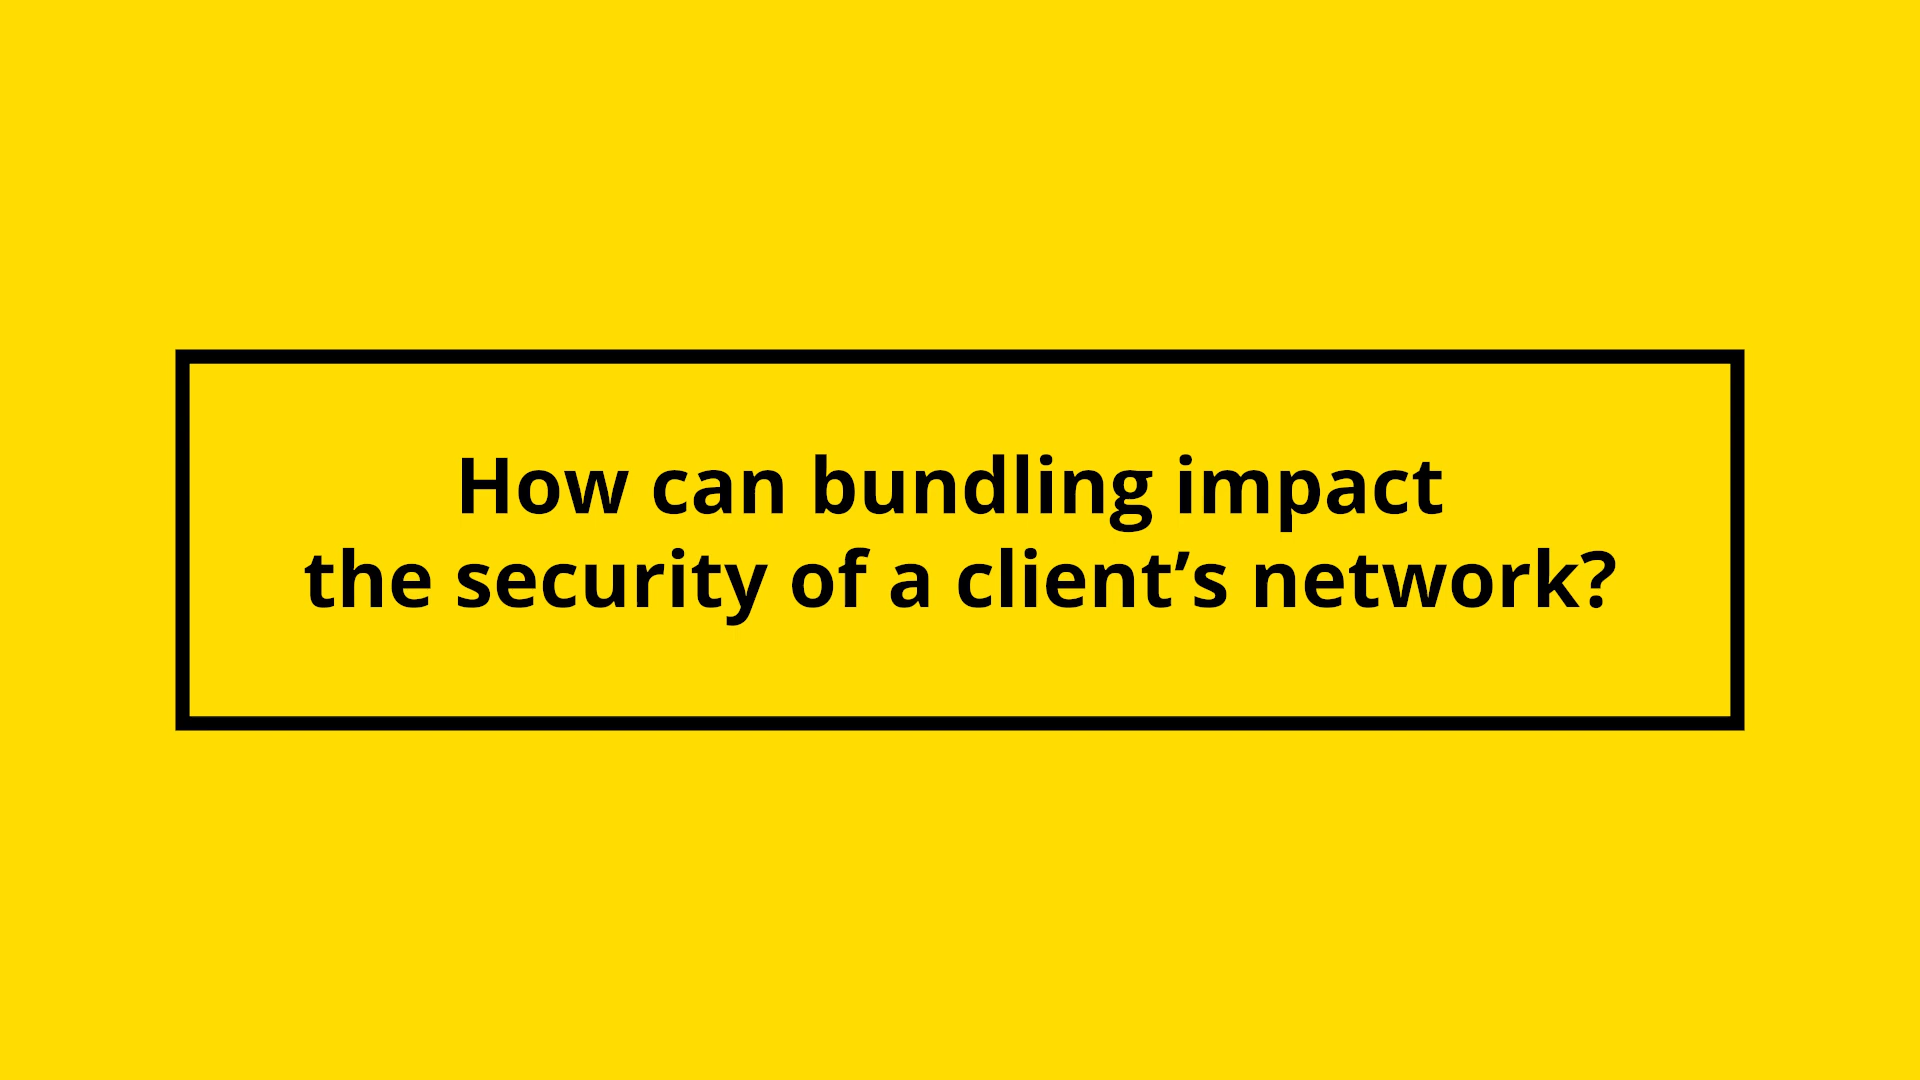 How can bundling impact
the security of a client’s network?